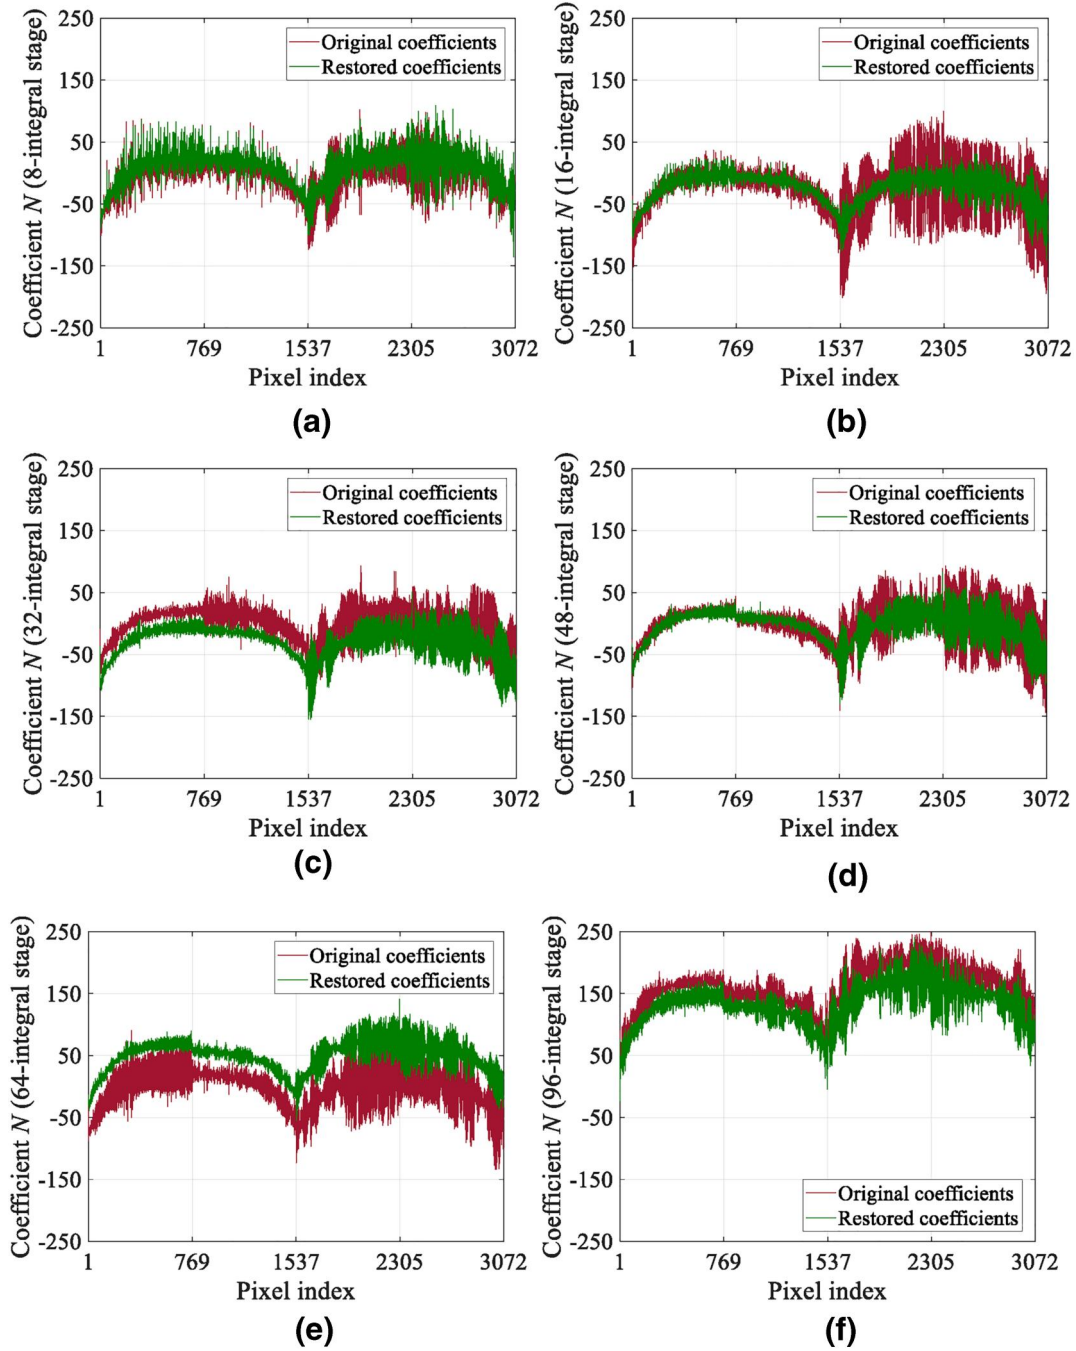 Coefficient N (8-integral stage)
250
150
50
-50
-150
-250
Original coefficients
Restored coefficients
1 769 1537 2305 3072
Pixel index
(a)
Coefficient N (16-integral stage)
250
150
50
-50
-150
-250
Original coefficients
Restored coefficients
1 769 1537 2305 3072
Pixel index
(b)
Coefficient N (32-integral stage)
250
150
50
-50
-150
-250
Original coefficients
Restored coefficients
1 769 1537 2305 3072
Pixel index
(c)
Coefficient N (48-integral stage)
250
150
50
-50
-150
-250
Original coefficients
Restored coefficients
1 769 1537 2305 3072
Pixel index
(d)
Coefficient N (64-integral stage)
250
150
50
-50
-150
-250
Original coefficients
Restored coefficients
1 769 1537 2305 3072
Pixel index
(e)
Coefficient N (96-integral stage)
250
150
50
-50
-150
-250
Original coefficients
Restored coefficients
1 769 1537 2305 3072
Pixel index
(f)